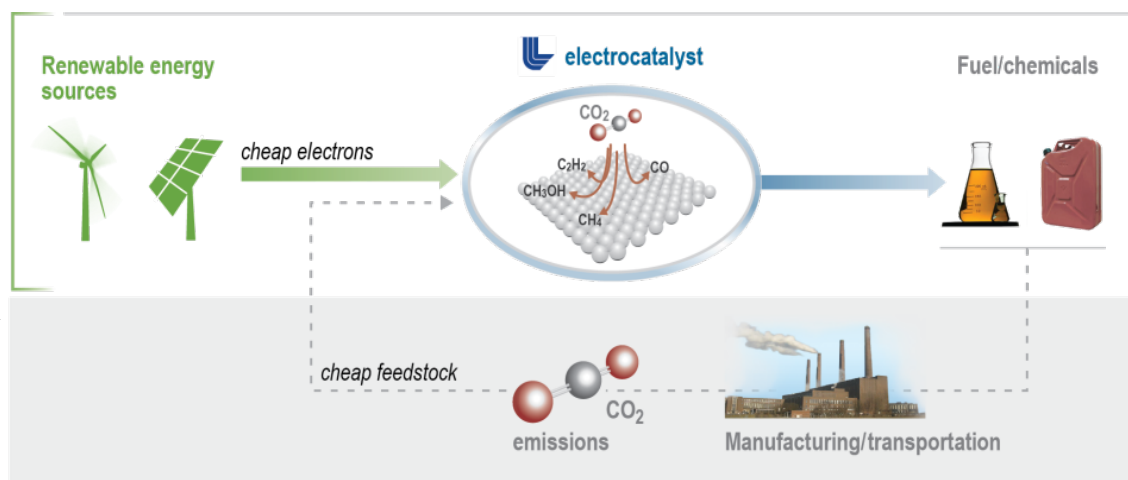 Renewable energy
sources
electrocatalyst
Fuel/chemicals
cheap electrons
CO₂
C₂H₂
CO
CH₃OH
CH₄
cheap feedstock
CO₂
emissions
Manufacturing/transportation